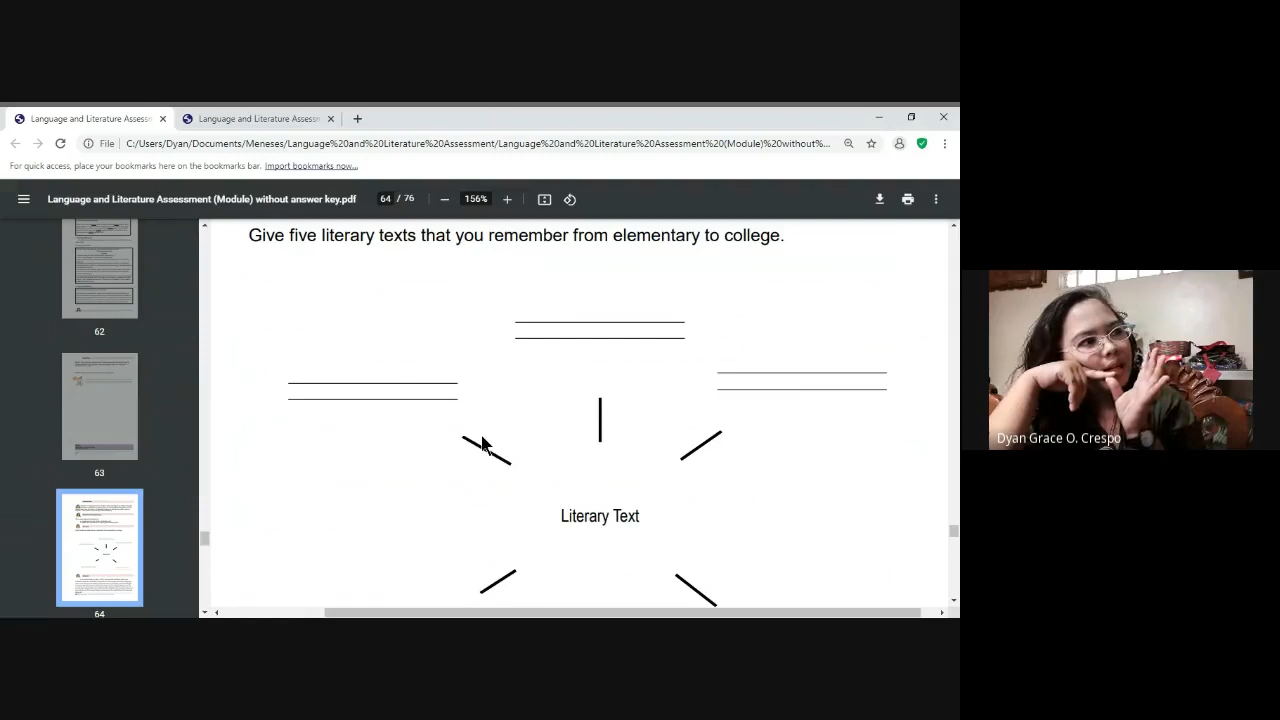 Language and Literature Assessm
Language and Literature Assessm
File
C:/Users/Dyan/Documents/Meneses/Language%20and%20Literature%20Assessment/Language%20and%20Literature%20Assessment%20(Module)%20without%...
For quick access, place your bookmarks here on the bookmarks bar. Import bookmarks now...
Language and Literature Assessment (Module) without answer key.pdf
64 / 76
156%
Give five literary texts that you remember from elementary to college.
62
63
64
Literary Text
Dyan Grace O. Crespo